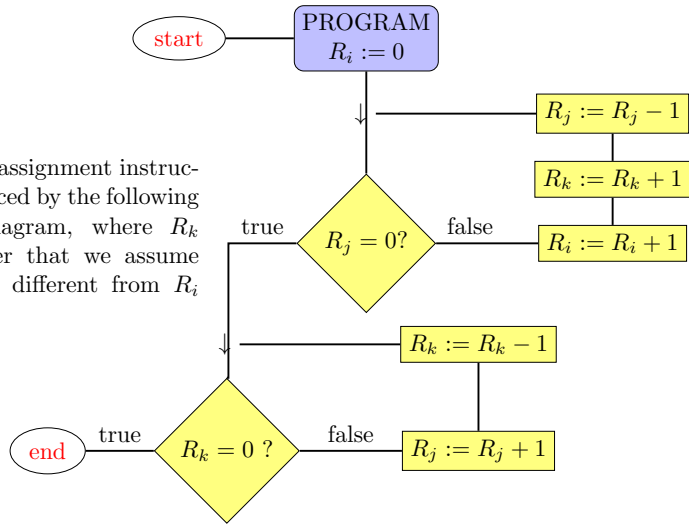 start
PROGRAM
R_i := 0
↓
R_j := R_j − 1
R_k := R_k + 1
R_i := R_i + 1
assignment instruc-
ced by the following
agram, where R_k
er that we assume
different from R_i
true
R_j = 0?
false
↓
R_k := R_k − 1
end
true
R_k = 0 ?
false
R_j := R_j + 1